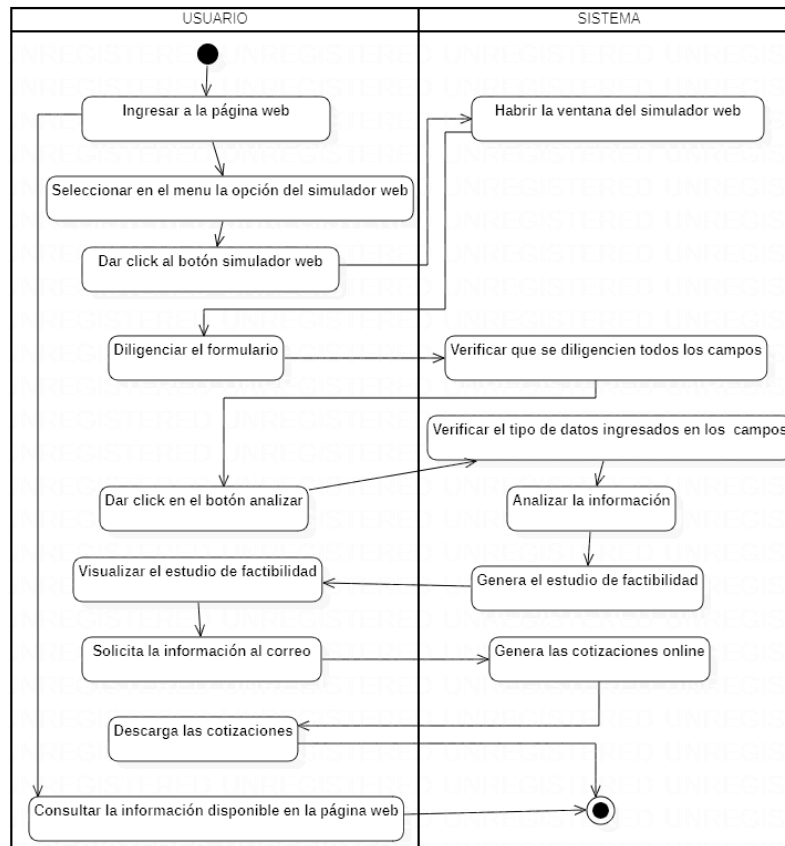 USUARIO
SISTEMA
Ingresar a la página web
Habrir la ventana del simulador web
Seleccionar en el menu la opción del simulador web
Dar click al botón simulador web
Diligenciar el formulario
Verificar que se diligencien todos los campos
Verificar el tipo de datos ingresados en los campos
Dar click en el botón analizar
Analizar la información
Visualizar el estudio de factibilidad
Genera el estudio de factibilidad
Solicita la información al correo
Genera las cotizaciones online
Descarga las cotizaciones
Consultar la información disponible en la página web
UNREGISTERED